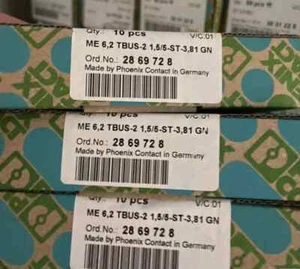 Qty.: 10 pcs V/C.01
ME 6,2 TBUS-2 1,5/5-ST-3,81 GN
Ord.No.: 28 69 72 8
Made by Phoenix Contact in Germany
10 pcs V/C.01
ME 6,2 TBUS-2 1,5/5-ST-3,81 GN
Ord.No.: 28 69 72 8
Made by Phoenix Contact in Germany
10 pcs V/C 01
ME 6,2 TBUS-2 1,5/5-ST-3,81 GN
Ord.No.: 28 69 72 8
Made by Phoenix Contact in Germany